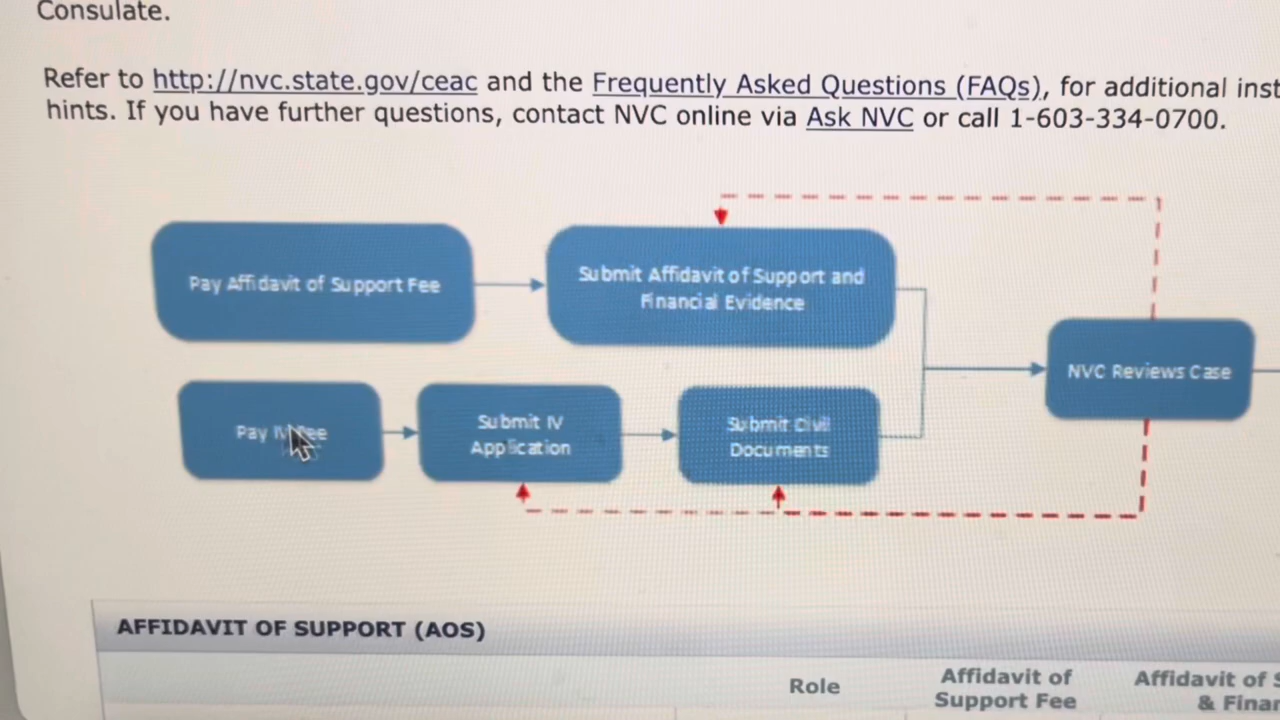 Consulate.
Refer to http://nvc.state.gov/ceac and the Frequently Asked Questions (FAQs), for additional inst
hints. If you have further questions, contact NVC online via Ask NVC or call 1-603-334-0700.
Pay Affidavit of Support Fee
Submit Affidavit of Support and
Financial Evidence
NVC Reviews Case
Pay IV Fee
Submit IV
Application
Submit Civil
Documents
AFFIDAVIT OF SUPPORT (AOS)
Role
Affidavit of
Support Fee
Affidavit of S
& Finan